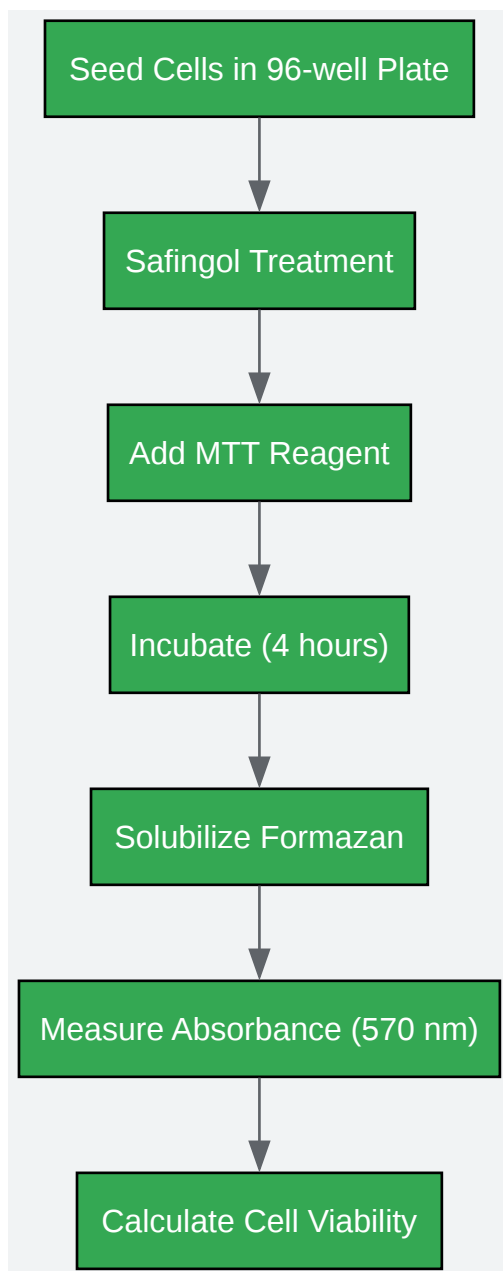 Seed Cells in 96-well Plate
Safingol Treatment
Add MTT Reagent
Incubate (4 hours)
Solubilize Formazan
Measure Absorbance (570 nm)
Calculate Cell Viability